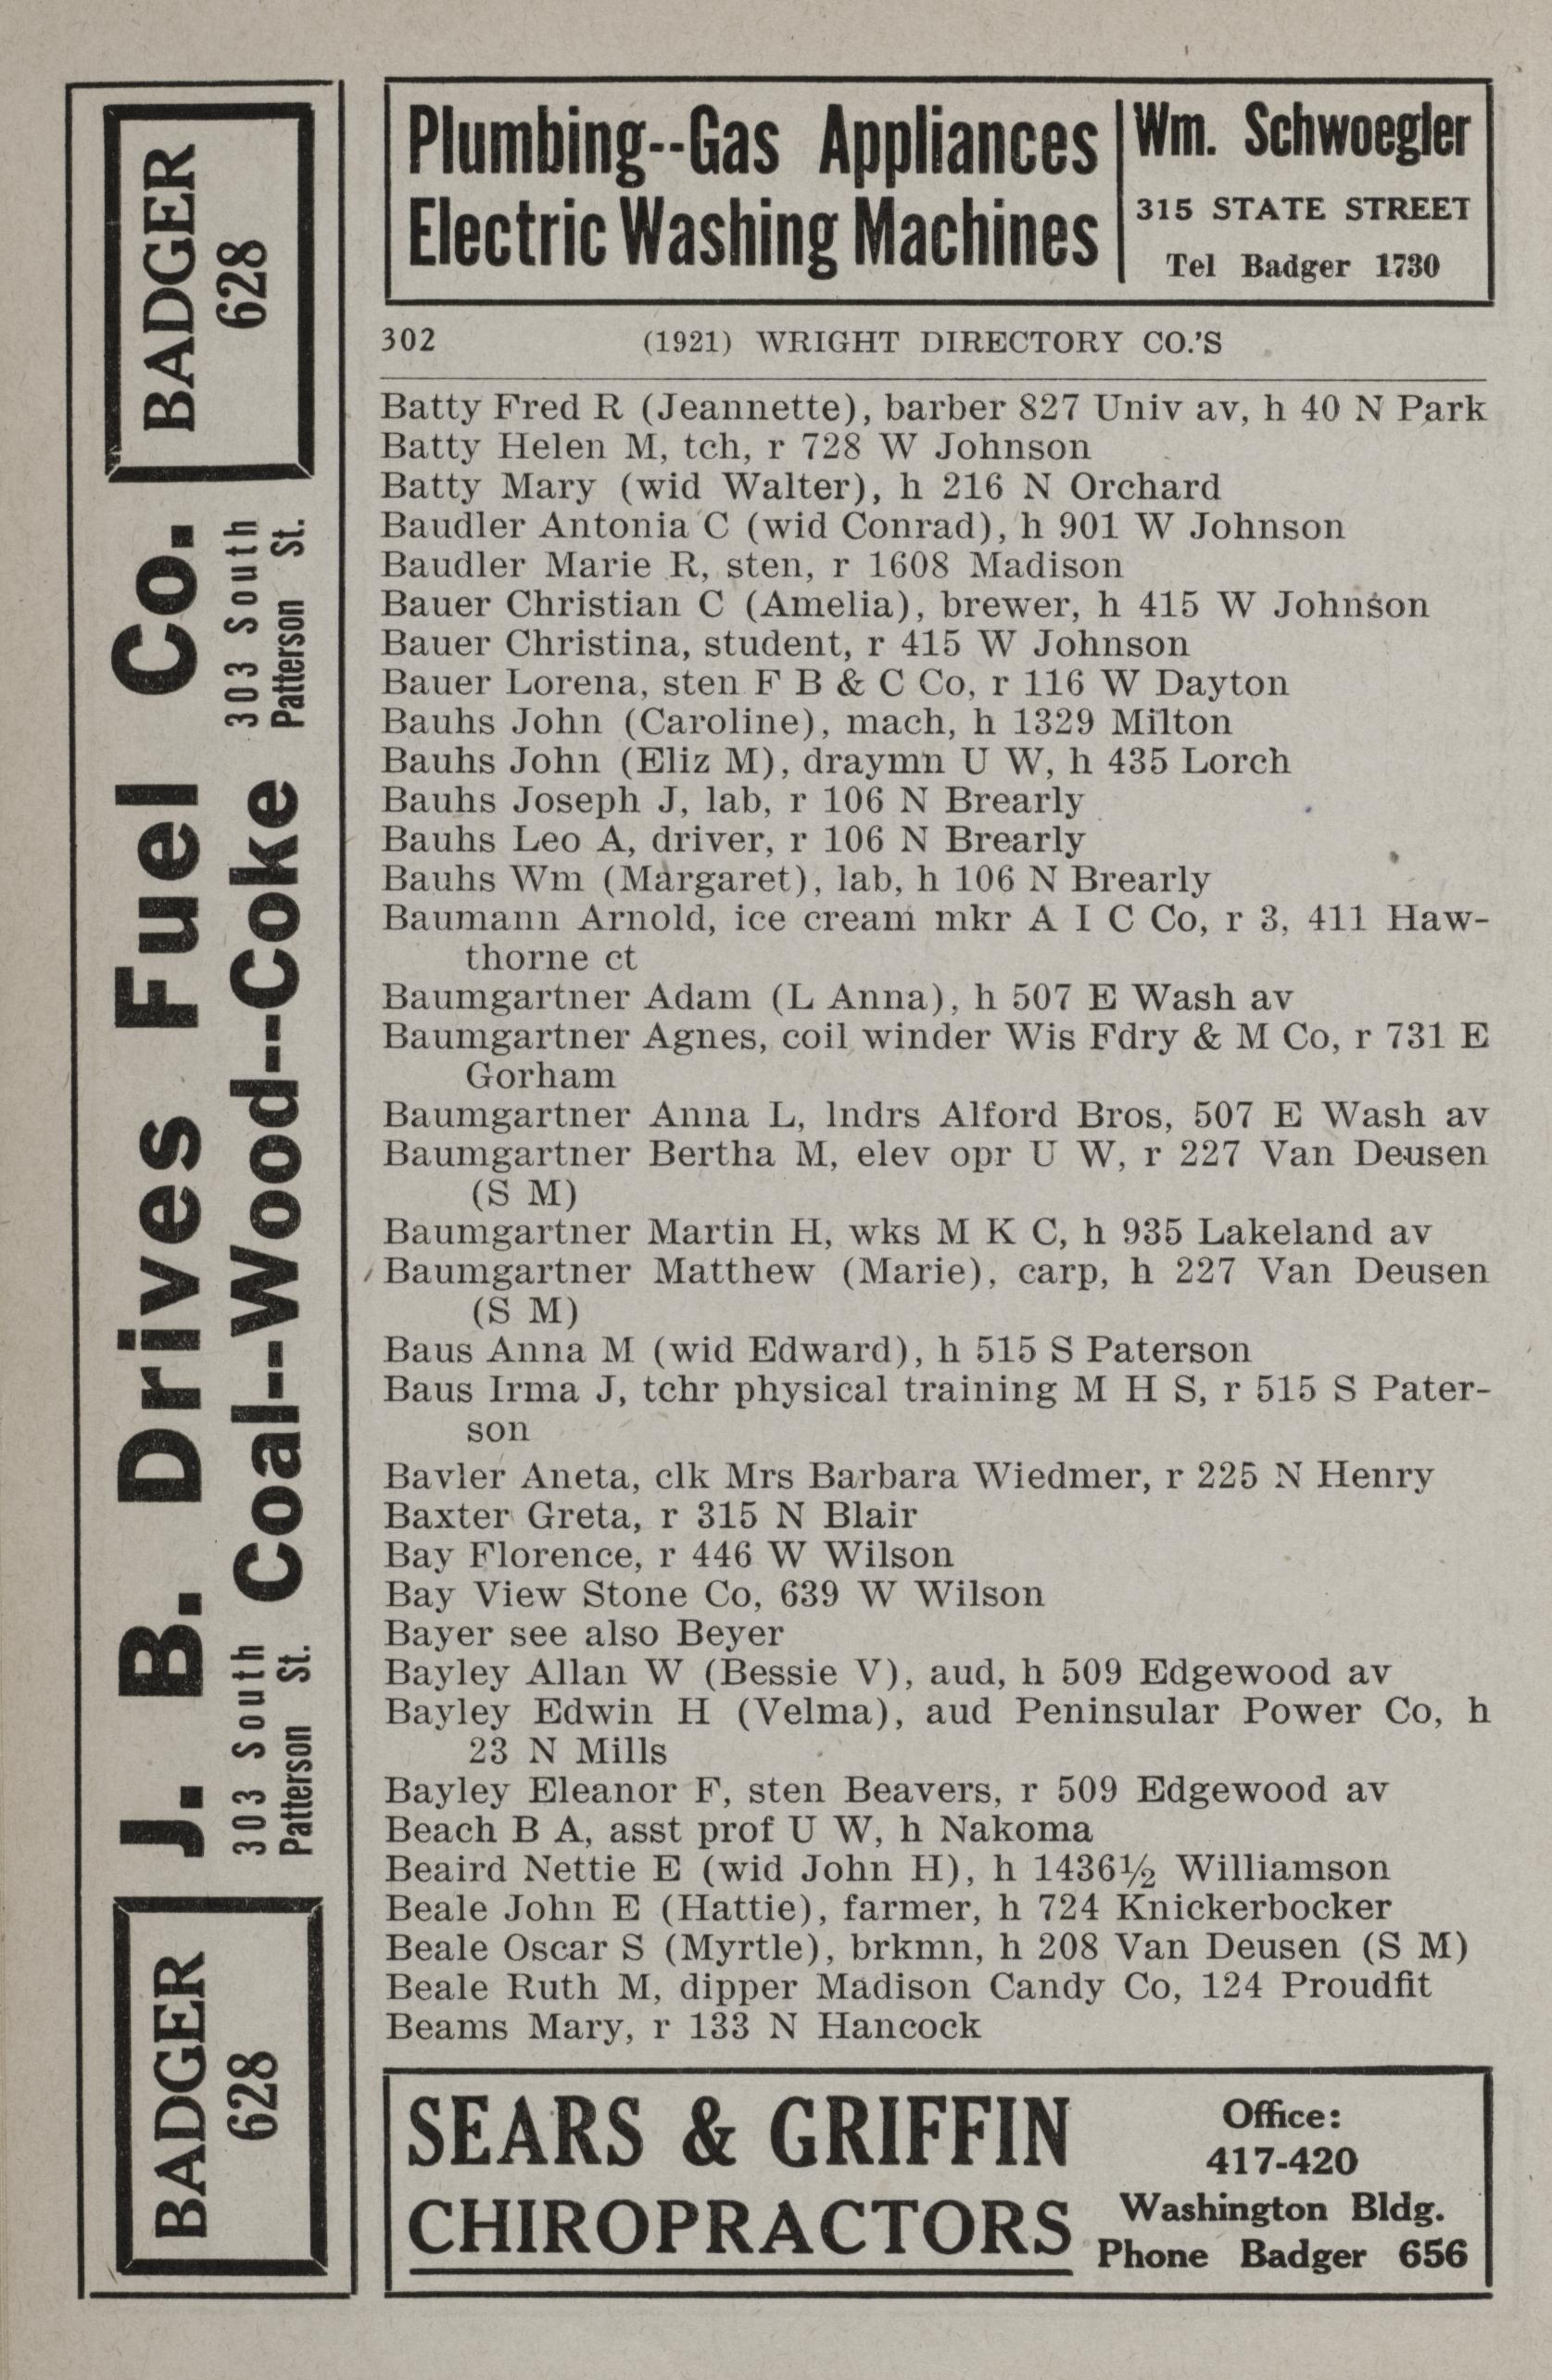 Plumbing--Gas Appliances
Electric Washing Machines
Wm. Schwoegler
315 STATE STREET
Tel Badger 1730
302 (1921) WRIGHT DIRECTORY CO.'S
Batty Fred R (Jeannette), barber 827 Univ av, h 40 N Park
Batty Helen M, tch, r 728 W Johnson
Batty Mary (wid Walter), h 216 N Orchard
Baudler Antonia C (wid Conrad), h 901 W Johnson
Baudler Marie R, sten, r 1608 Madison
Bauer Christian C (Amelia), brewer, h 415 W Johnson
Bauer Christina, student, r 415 W Johnson
Bauer Lorena, sten F B & C Co, r 116 W Dayton
Bauhs John (Caroline), mach, h 1329 Milton
Bauhs John (Eliz M), draymn U W, h 435 Lorch
Bauhs Joseph J, lab, r 106 N Brearly
Bauhs Leo A, driver, r 106 N Brearly
Bauhs Wm (Margaret), lab, h 106 N Brearly
Baumann Arnold, ice cream mkr A I C Co, r 3, 411 Haw-
thorne ct
Baumgartner Adam (L Anna), h 507 E Wash av
Baumgartner Agnes, coil winder Wis Fdry & M Co, r 731 E
Gorham
Baumgartner Anna L, lndrs Alford Bros, 507 E Wash av
Baumgartner Bertha M, elev opr U W, r 227 Van Deusen
(S M)
Baumgartner Martin H, wks M K C, h 935 Lakeland av
Baumgartner Matthew (Marie), carp, h 227 Van Deusen
(S M)
Baus Anna M (wid Edward), h 515 S Paterson
Baus Irma J, tchr physical training M H S, r 515 S Pater-
son
Bavler Aneta, clk Mrs Barbara Wiedmer, r 225 N Henry
Baxter Greta, r 315 N Blair
Bay Florence, r 446 W Wilson
Bay View Stone Co, 639 W Wilson
Bayer see also Beyer
Bayley Allan W (Bessie V), aud, h 509 Edgewood av
Bayley Edwin H (Velma), aud Peninsular Power Co, h
23 N Mills
Bayley Eleanor F, sten Beavers, r 509 Edgewood av
Beach B A, asst prof U W, h Nakoma
Beaird Nettie E (wid John H), h 1436½ Williamson
Beale John E (Hattie), farmer, h 724 Knickerbocker
Beale Oscar S (Myrtle), brkmn, h 208 Van Deusen (S M)
Beale Ruth M, dipper Madison Candy Co, 124 Proudfit
Beams Mary, r 133 N Hancock
SEARS & GRIFFIN
CHIROPRACTORS
Office:
417-420
Washington Bldg.
Phone Badger 656
BADGER
628
J. B. Drives Fuel Co.
303 South
Patterson St.
Coal--Wood--Coke
303 South
Patterson St.
BADGER
628